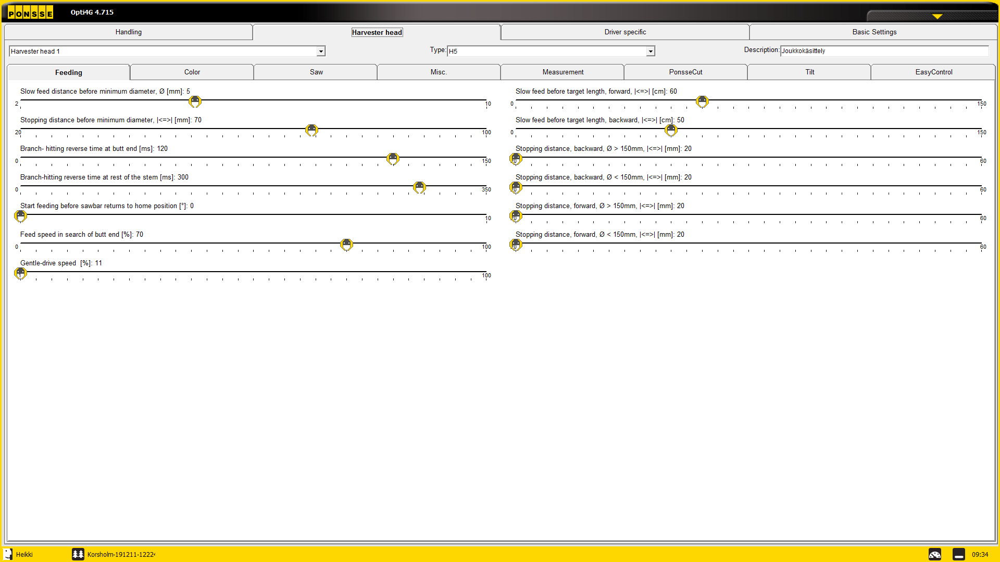 PONSSE Opti4G 4.715
Handling Harvester head Driver specific Basic Settings
Harvester head 1 Type: H5 Description: Joukkokäsittely
Feeding Color Saw Misc. Measurement PonsseCut Tilt EasyControl
Slow feed distance before minimum diameter, Ø [mm]: 5
2 10
Stopping distance before minimum diameter, |<=>| [mm]: 70
20 100
Branch- hitting reverse time at butt end [ms]: 120
0 150
Branch-hitting reverse time at rest of the stem [ms]: 300
0 350
Start feeding before sawbar returns to home position [°]: 0
10
Feed speed in search of butt end [%]: 70
0 100
Gentle-drive speed [%]: 11
100
Slow feed before target length, forward, |<=>| [cm]: 60
0 150
Slow feed before target length, backward, |<=>| [cm]: 50
0 150
Stopping distance, backward, Ø > 150mm, |<=>| [mm]: 20
60
Stopping distance, backward, Ø < 150mm, |<=>| [mm]: 20
60
Stopping distance, forward, Ø > 150mm, |<=>| [mm]: 20
60
Stopping distance, forward, Ø < 150mm, |<=>| [mm]: 20
60
Heikki Korsholm-191211-1222 09:34